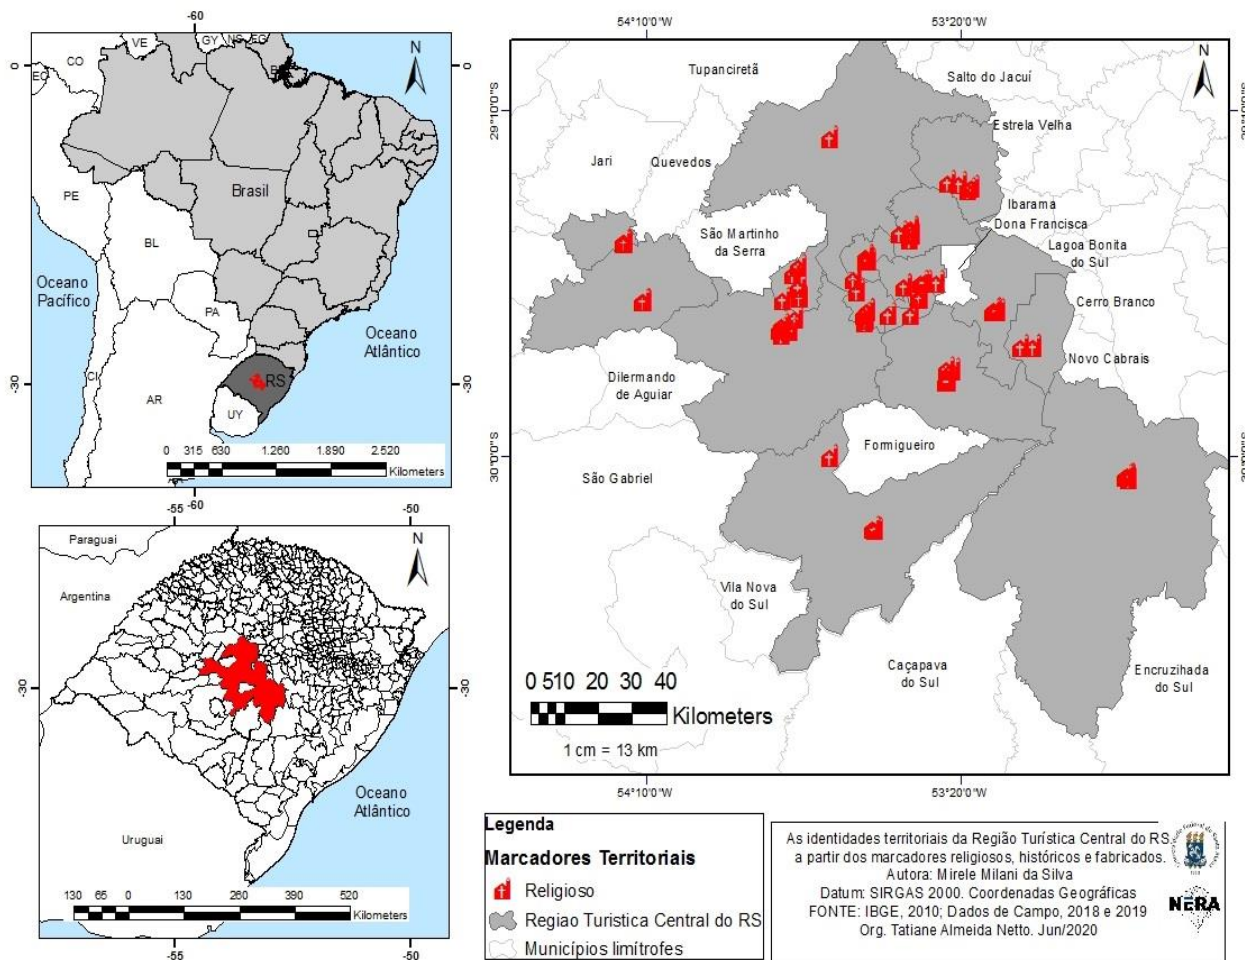 -60
N
VE
GY
CO
0
0
EC
PE
Brasil
BL
Oceano
Pacífico
PA
Oceano
Atlântico
CI
-30
RS
-30
AR
UY
0 315 630 1.260 1.890 2.520
Kilometers
-60
-55
-50
Paraguai
N
Argentina
-30
-30
Oceano
Atlântico
Uruguai
130 65 0 130 260 390 520
Kilometers
-55
-50
54°10'0"W
53°20'0"W
N
Tupanciretã
Salto do Jacuí
29°10'0"S
29°10'0"S
Estrela Velha
Jari
Quevedos
Ibarama
Dona Francisca
São Martinho
da Serra
Lagoa Bonita
do Sul
Cerro Branco
Novo Cabrais
Dilermando
de Aguiar
Formigueiro
30°0'0"S
30°0'0"S
São Gabriel
Vila Nova
do Sul
Caçapava
do Sul
Encruzihada
do Sul
0 5 10 20 30 40
Kilometers
1 cm = 13 km
54°10'0"W
53°20'0"W
Legenda
Marcadores Territoriais
Religioso
Regiao Turistica Central do RS
Municípios limítrofes
As identidades territoriais da Região Turística Central do RS
a partir dos marcadores religiosos, históricos e fabricados.
Autora: Mirele Milani da Silva
Datum: SIRGAS 2000. Coordenadas Geográficas
FONTE: IBGE, 2010; Dados de Campo, 2018 e 2019
Org. Tatiane Almeida Netto. Jun/2020
NERA